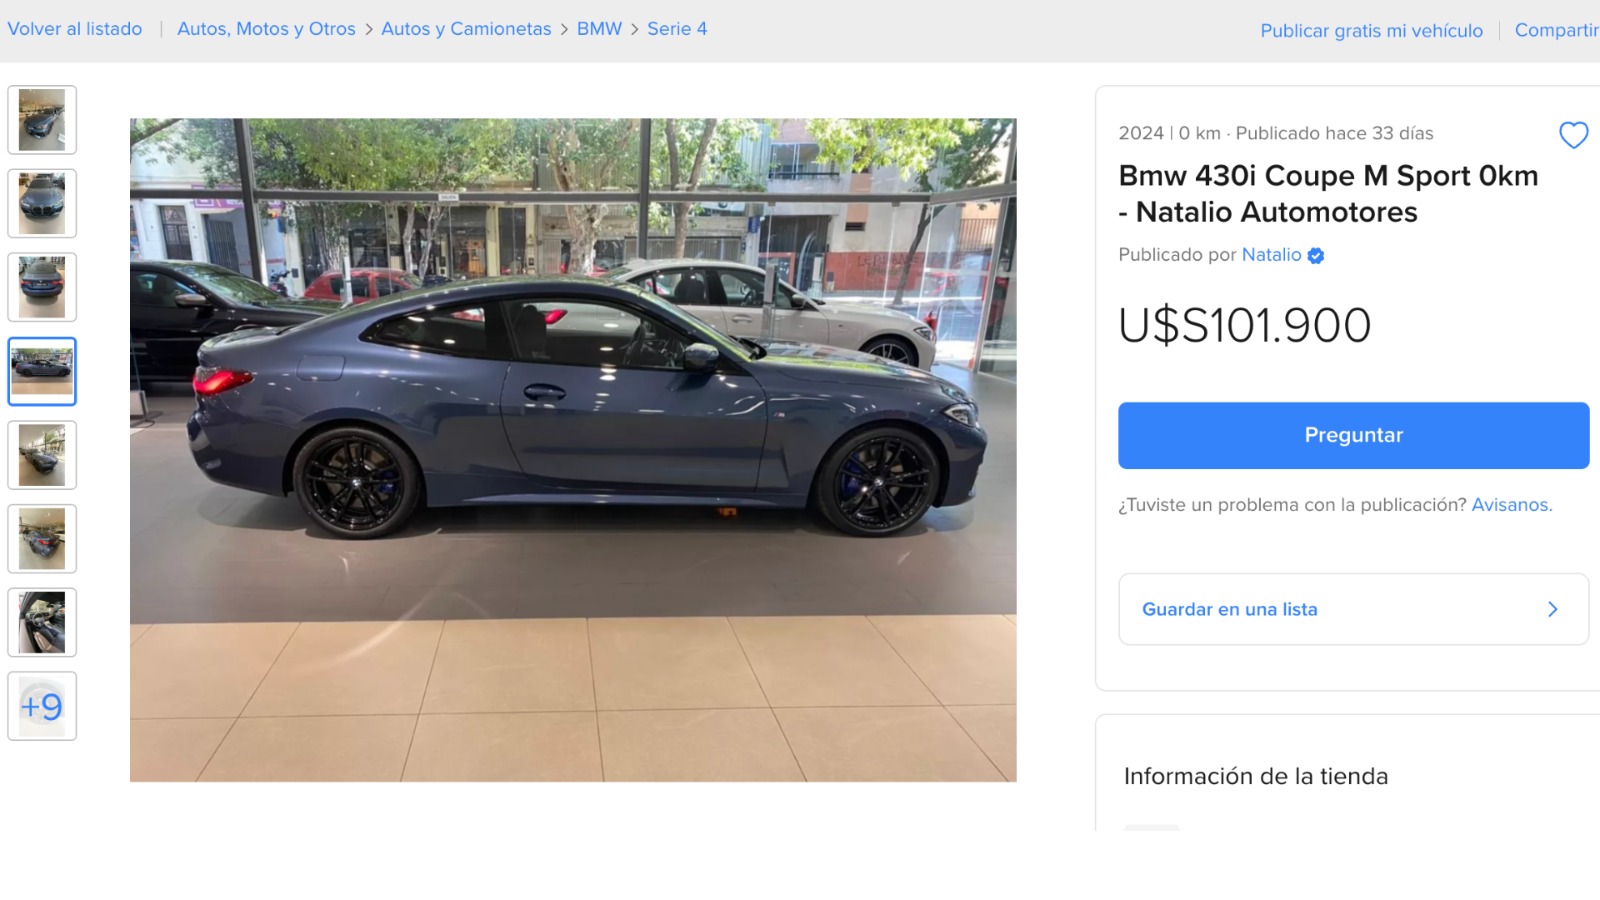 Volver al listado | Autos, Motos y Otros > Autos y Camionetas > BMW > Serie 4
Publicar gratis mi vehículo | Compartir
2024 | 0 km · Publicado hace 33 días
Bmw 430i Coupe M Sport 0km
- Natalio Automotores
Publicado por Natalio
U$S101.900
Preguntar
¿Tuviste un problema con la publicación? Avisanos.
Guardar en una lista
+9
Información de la tienda